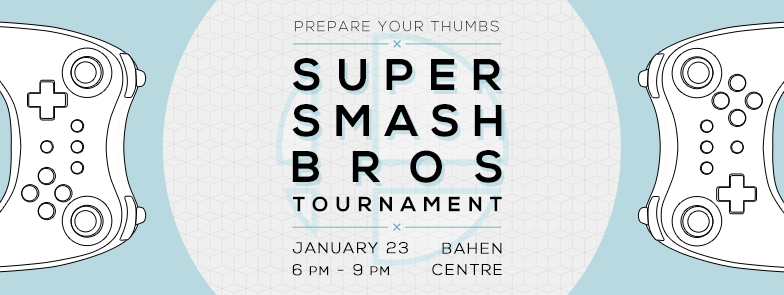 PREPARE YOUR THUMBS
SUPER
SMASH
BROS
TOURNAMENT
JANUARY 23 BAHEN
6 PM - 9 PM CENTRE